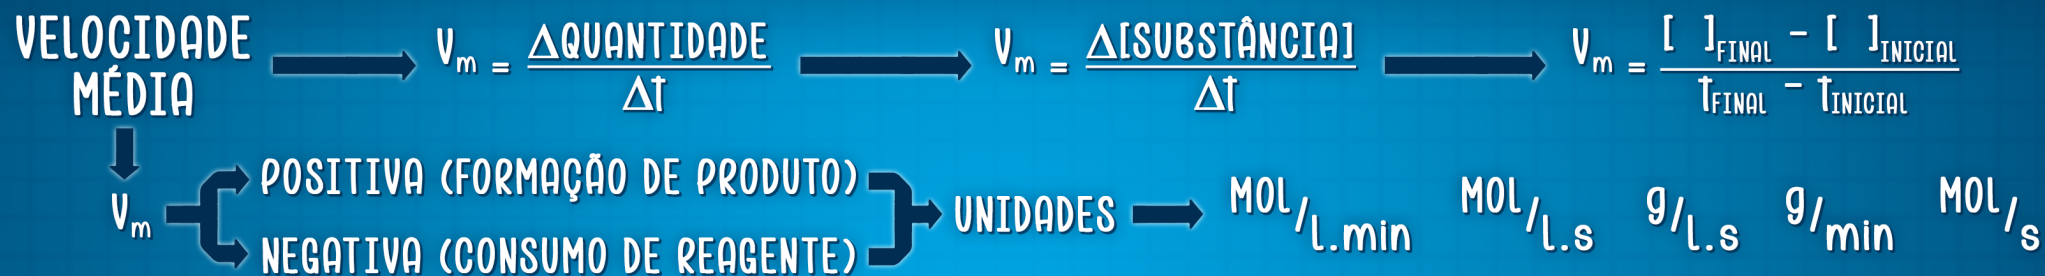 VELOCIDADE
MÉDIA
Vm = ΔQUANTIDADE / Δt
Vm = Δ[SUBSTÂNCIA] / Δt
Vm = [ ]FINAL - [ ]INICIAL / tFINAL - tINICIAL
Vm
POSITIVA (FORMAÇÃO DE PRODUTO)
NEGATIVA (CONSUMO DE REAGENTE)
UNIDADES
MOL/L.min
MOL/L.s
g/L.s
g/min
MOL/s